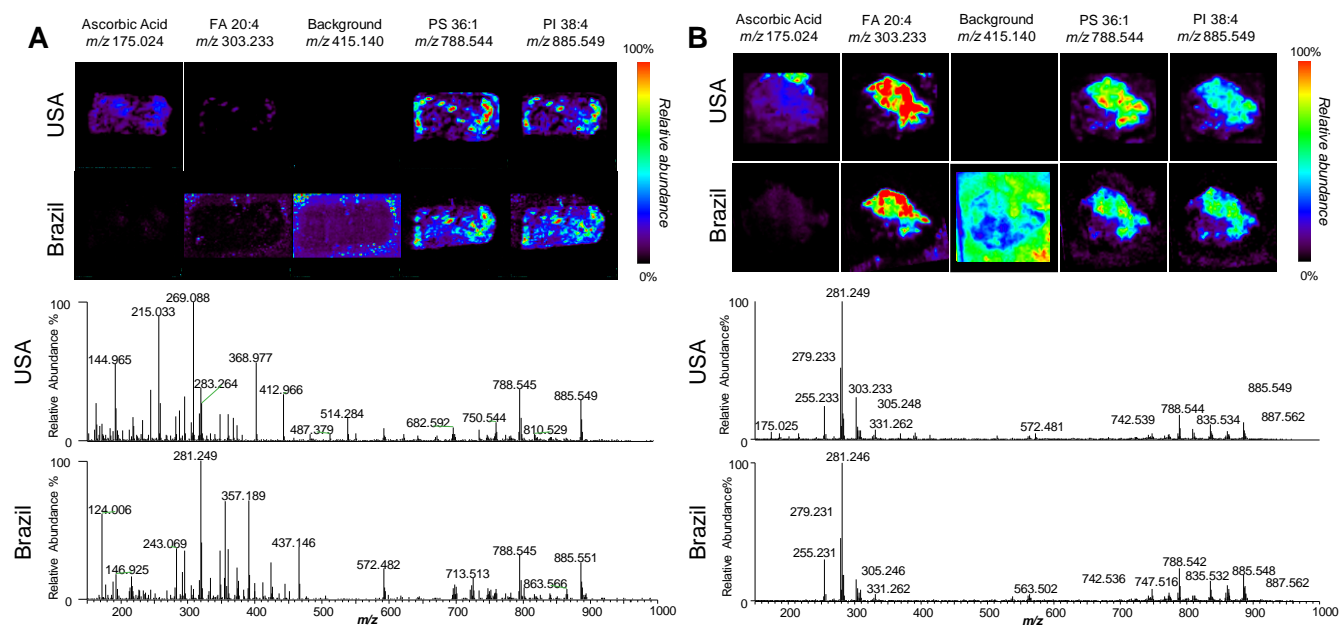 A
Ascorbic Acid
m/z 175.024
FA 20:4
m/z 303.233
Background
m/z 415.140
PS 36:1
m/z 788.544
PI 38:4
m/z 885.549
100%
Relative abundance
0%
USA
Brazil
USA
Relative Abundance %
100
0
144.965
215.033
269.088
283.264
368.977
412.966
487.379
514.284
682.592
750.544
788.545
810.529
885.549
Brazil
Relative Abundance %
100
0
124.006
146.925
243.069
281.249
357.189
437.146
572.482
713.513
788.545
863.566
885.551
200 300 400 500 600 700 800 900 1000
m/z
B
Ascorbic Acid
m/z 175.024
FA 20:4
m/z 303.233
Background
m/z 415.140
PS 36:1
m/z 788.544
PI 38:4
m/z 885.549
100%
Relative abundance
0%
USA
Brazil
USA
Relative Abundance%
100
0
175.025
255.233
279.233
281.249
303.233
305.248
331.262
572.481
742.539
788.544
835.534
885.549
887.562
Brazil
Relative Abundance%
100
0
255.231
279.231
281.246
305.246
331.262
563.502
742.536
747.516
788.542
835.532
885.548
887.562
200 300 400 500 600 700 800 900 1000
m/z